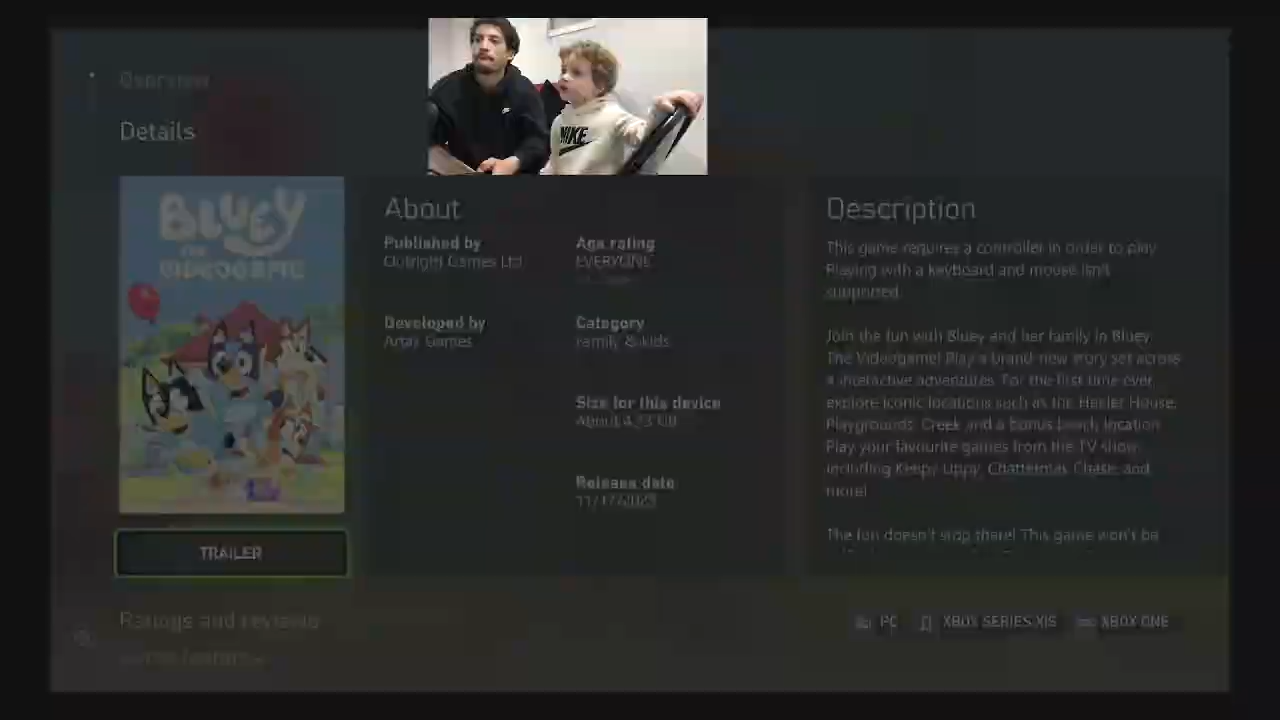 Overview
Details
NIKE
BLUEY
THE
VIDEOGAME
About
Published by
Outright Games Ltd
Age rating
EVERYONE
Developed by
Artax Games
Category
Family & kids
Size for this device
About
Release date
Description
This game requires a controller in order to play
Playing with a keyboard and mouse isn't
supported.
Join the fun with Bluey and her family in Bluey:
The Videogame! Play a brand-new story set across
4 interactive adventures. For the first time ever,
explore iconic locations such as the Heeler House,
Playgrounds, Creek and a bonus beach location.
Play your favourite games from the TV show,
including Keepy Uppy, Chattermax Chase, and
more!
The fun doesn't stop there! This game won't be
TRAILER
Ratings and reviews
PC
XBOX SERIES X|S
XBOX ONE